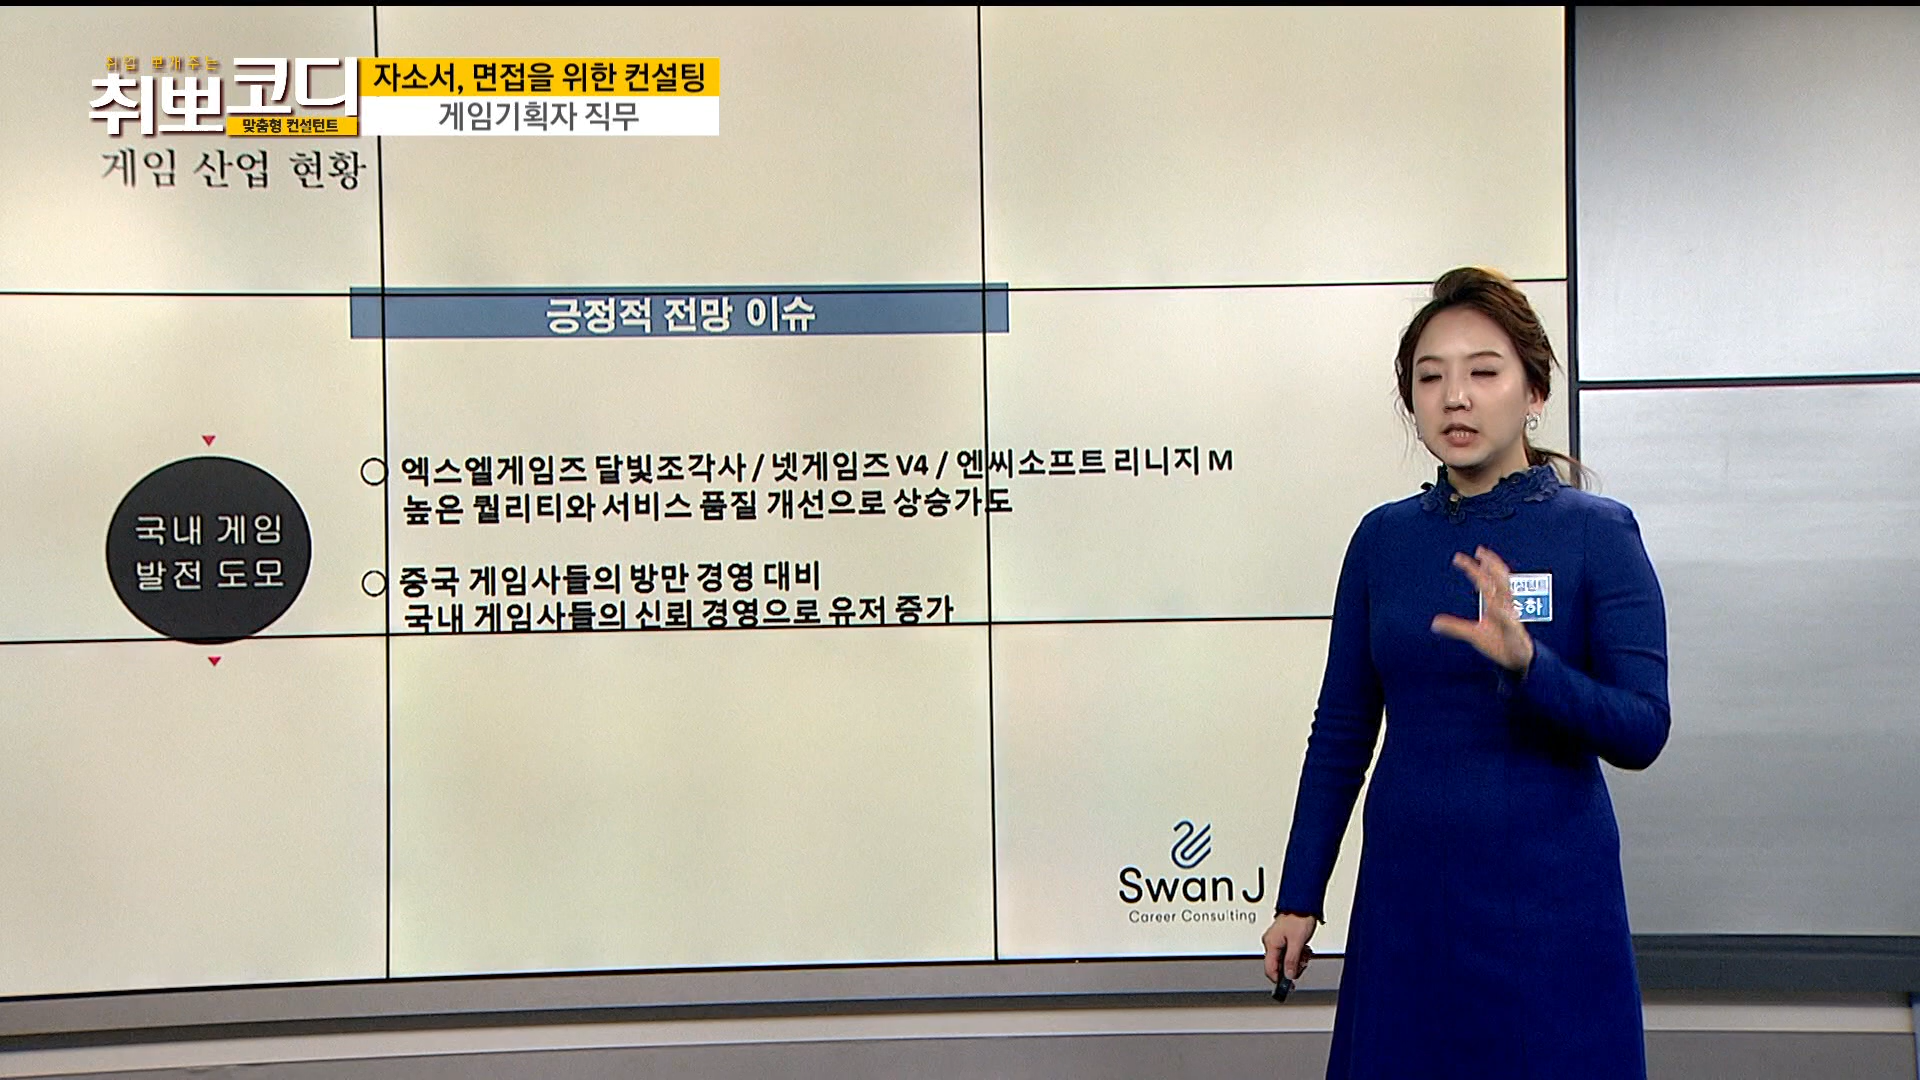 취업 뽀개주는
취뽀코디
맞춤형 컨설턴트
자소서, 면접을 위한 컨설팅
게임기획자 직무
게임 산업 현황
긍정적 전망 이슈
국내 게임
발전 도모
엑스엘게임즈 달빛조각사 / 넷게임즈 V4 / 엔씨소프트 리니지 M
높은 퀄리티와 서비스 품질 개선으로 상승가도
중국 게임사들의 방만 경영 대비
국내 게임사들의 신뢰 경영으로 유저 증가
Swan J
Career Consulting